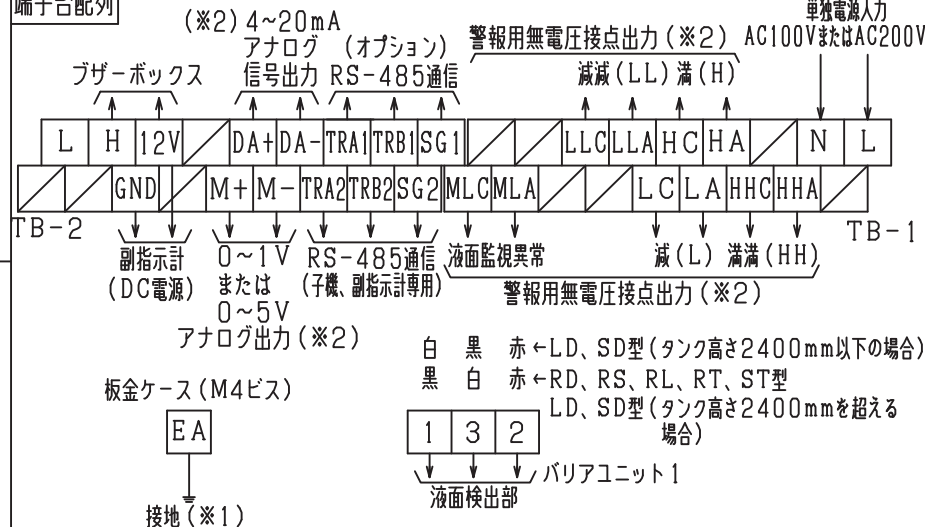 端子台配列
(※2) 4~20mA
アナログ
信号出力
(オプション)
RS-485通信
ブザーボックス
警報用無電圧接点出力(※2)
減減(LL) 満(H)
単独電源入力
AC100VまたはAC200V
L H 12V DA+ DA- TRA1 TRB1 SG1 LLC LLA HC HA N L
GND M+ M- TRA2 TRB2 SG2 MLC MLA LC LA HHC HHA
TB-2
TB-1
副指示計
(DC電源)
0~1V
または
0~5V
アナログ出力(※2)
RS-485通信
(子機、副指示計専用)
液面監視異常
減(L) 満満(HH)
警報用無電圧接点出力(※2)
白 黒 赤←LD、SD型(タンク高さ2400mm以下の場合)
黒 白 赤←RD、RS、RL、RT、ST型
LD、SD型(タンク高さ2400mmを超える
場合)
板金ケース(M4ビス)
EA
接地(※1)
1 3 2
バリアユニット1
液面検出部